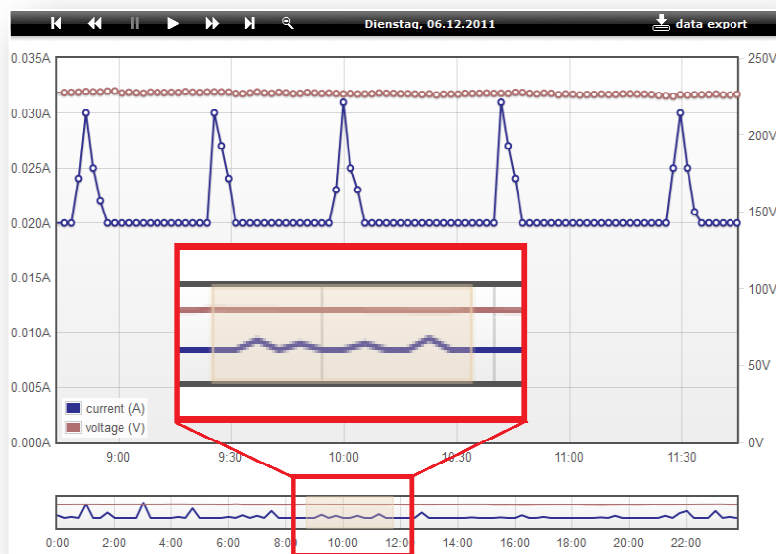 Dienstag, 06.12.2011 data export
0.035A 250V
0.030A
200V
0.025A
0.020A
150V
0.015A
100V
0.010A
50V
0.005A
current (A)
voltage (V)
0.000A 0V
9:00 9:30 10:00 10:30 11:00 11:30
0:00 2:00 4:00 6:00 8:00 10:00 12:00 14:00 16:00 18:00 20:00 22:00